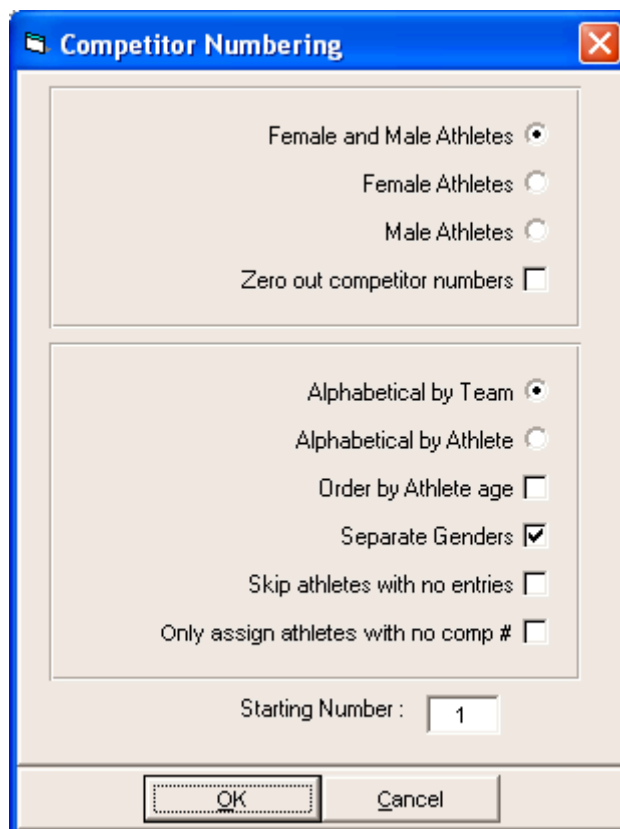 Competitor Numbering
Female and Male Athletes
Female Athletes
Male Athletes
Zero out competitor numbers
Alphabetical by Team
Alphabetical by Athlete
Order by Athlete age
Separate Genders
Skip athletes with no entries
Only assign athletes with no comp #
Starting Number : 1
OK Cancel